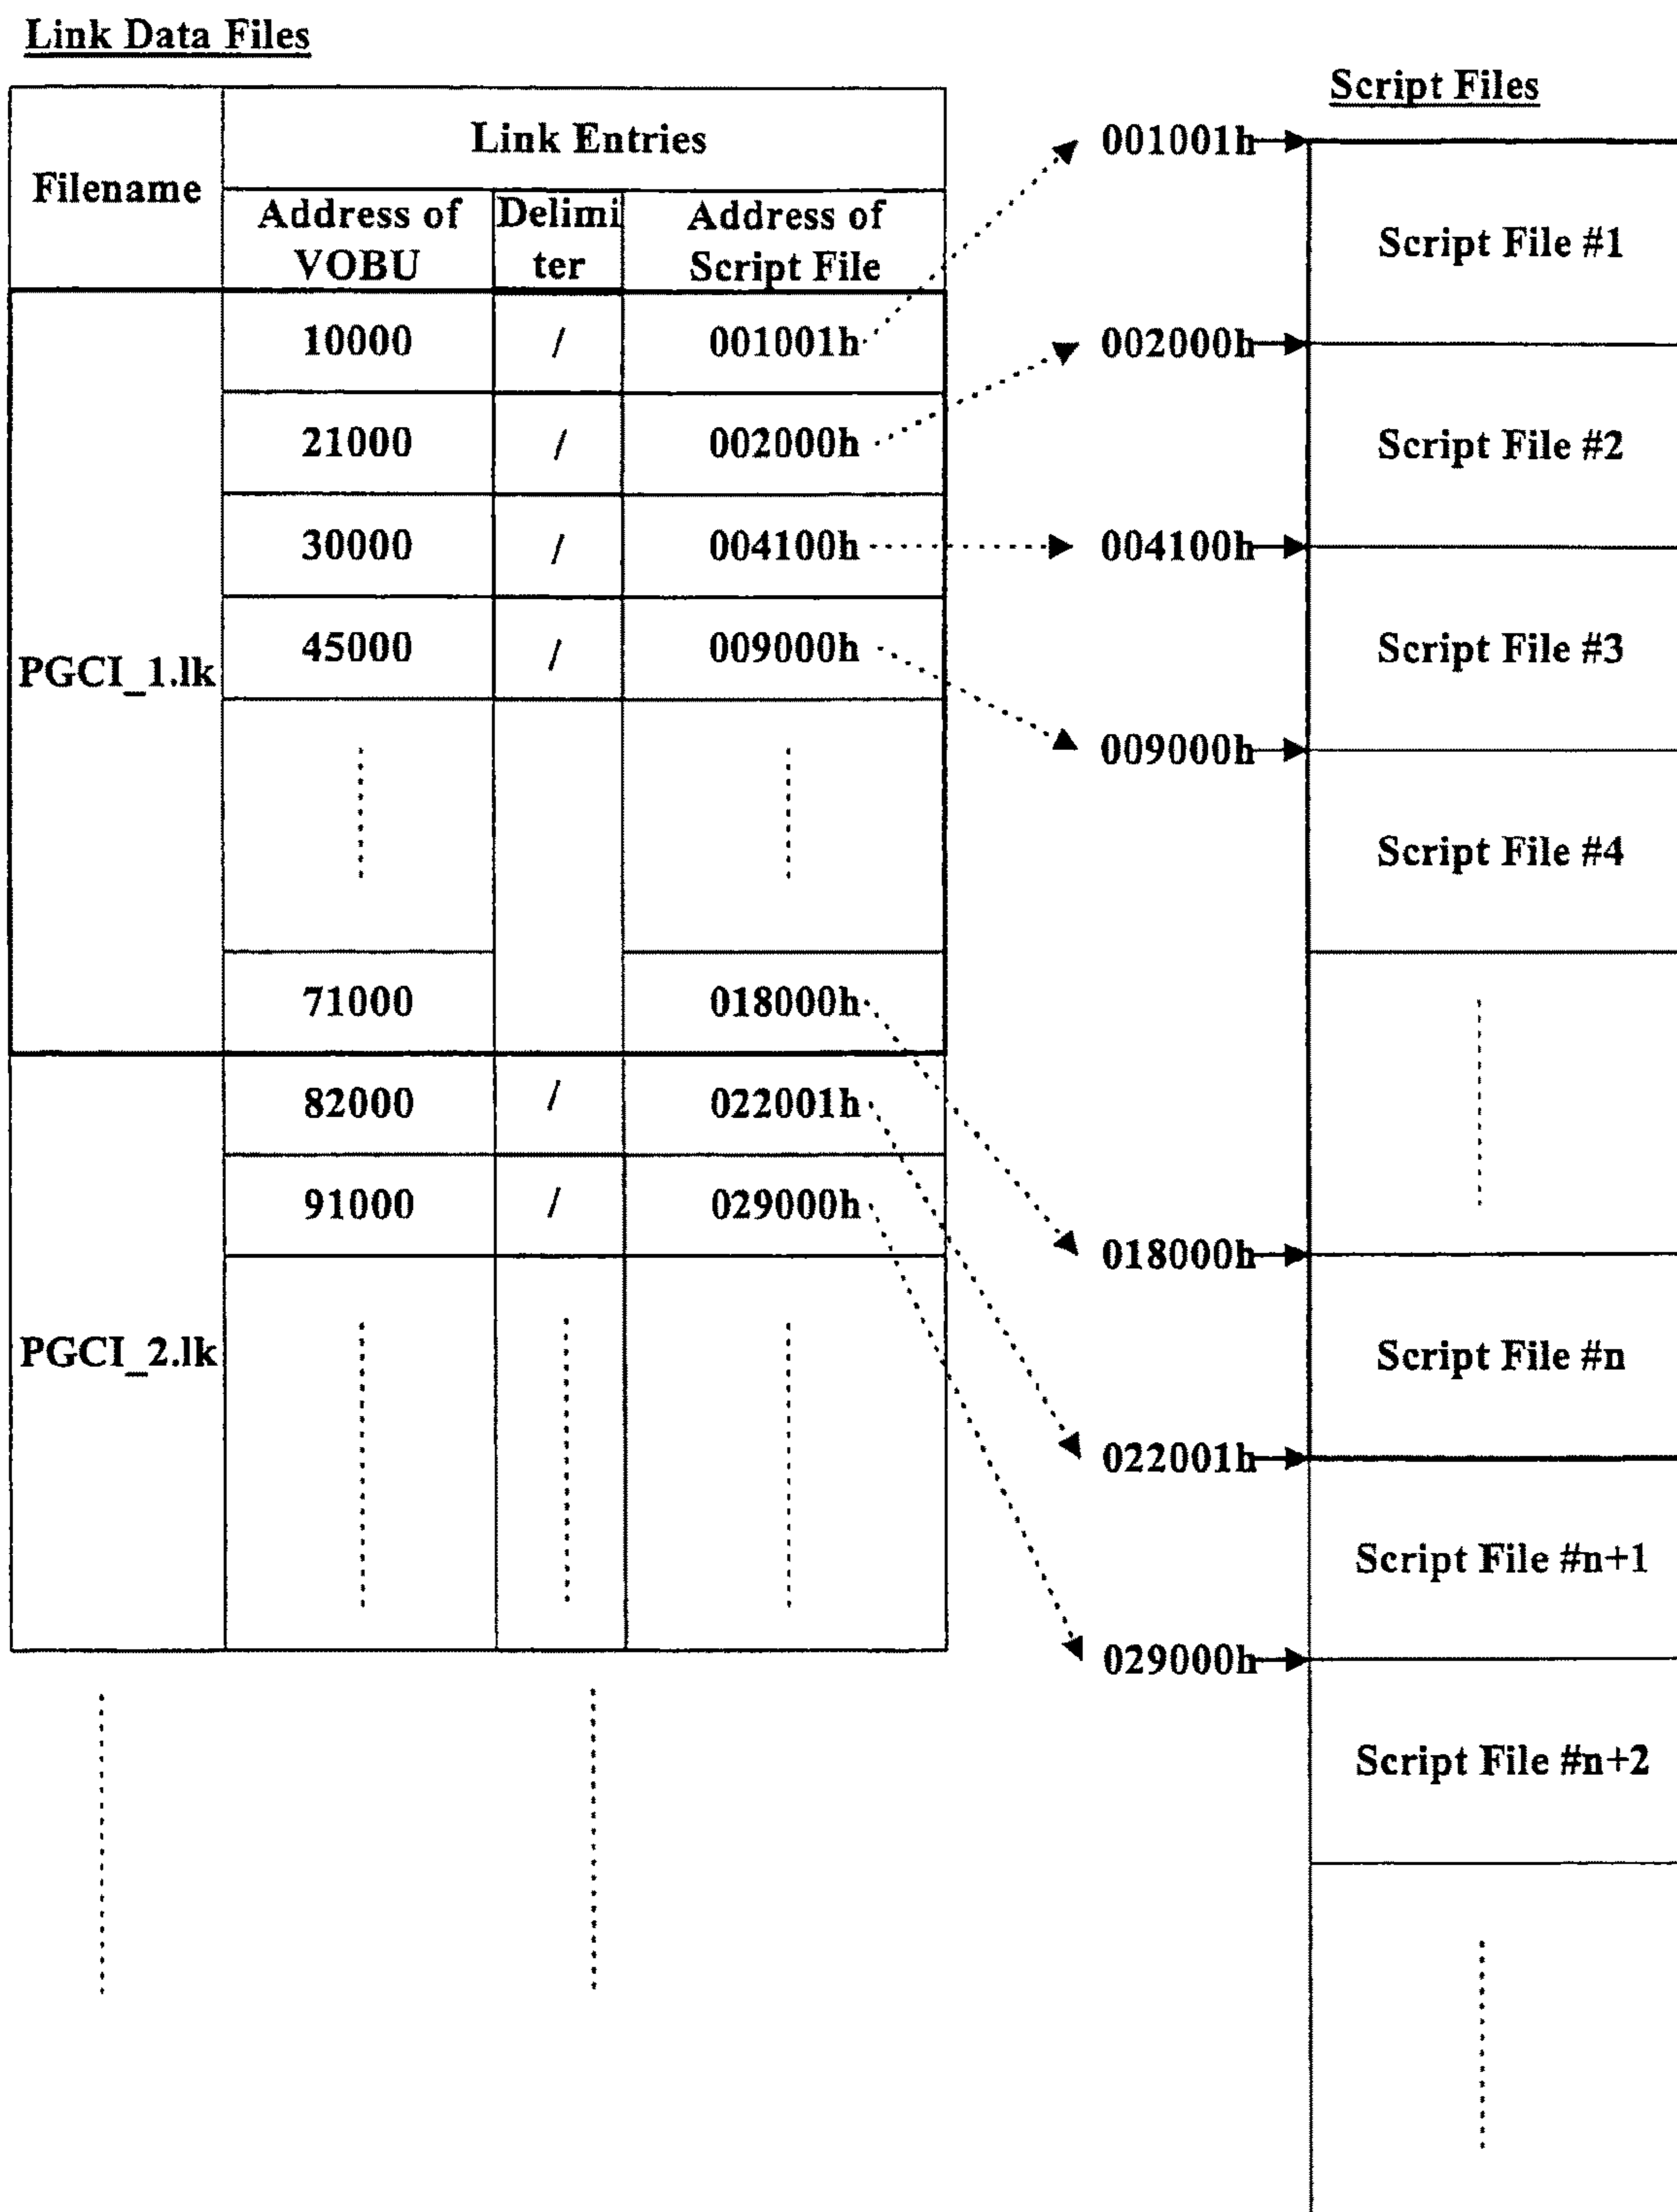 Link Data Files
Script Files
Filename
Link Entries
Address of
VOBU
Delimi
ter
Address of
Script File
PGCI_1.lk
10000 / 001001h
21000 / 002000h
30000 / 004100h
45000 / 009000h
71000 018000h
PGCI_2.lk
82000 / 022001h
91000 / 029000h
001001h
Script File #1
002000h
Script File #2
004100h
Script File #3
009000h
Script File #4
018000h
Script File #n
022001h
Script File #n+1
029000h
Script File #n+2